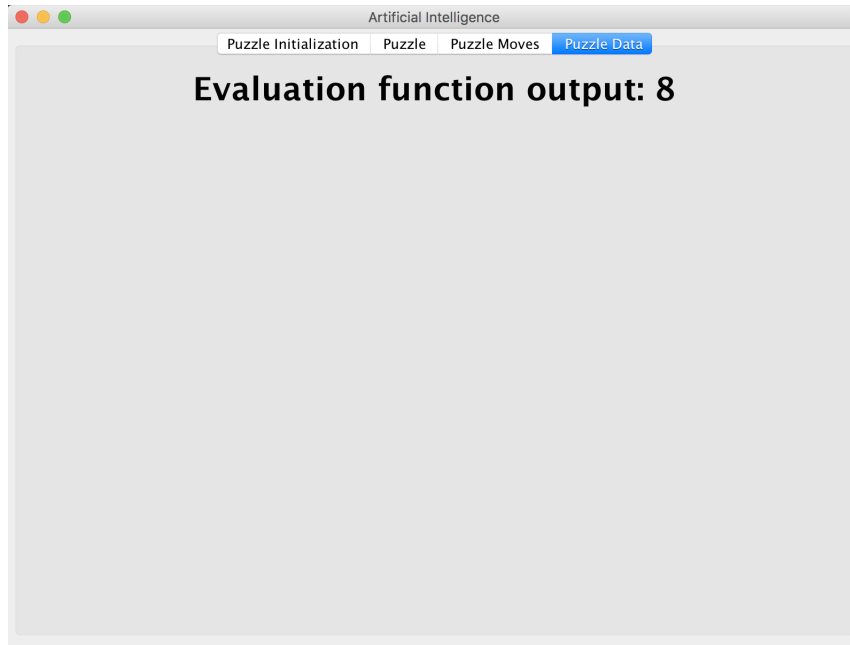 Artificial Intelligence
Puzzle Initialization Puzzle Puzzle Moves Puzzle Data
Evaluation function output: 8